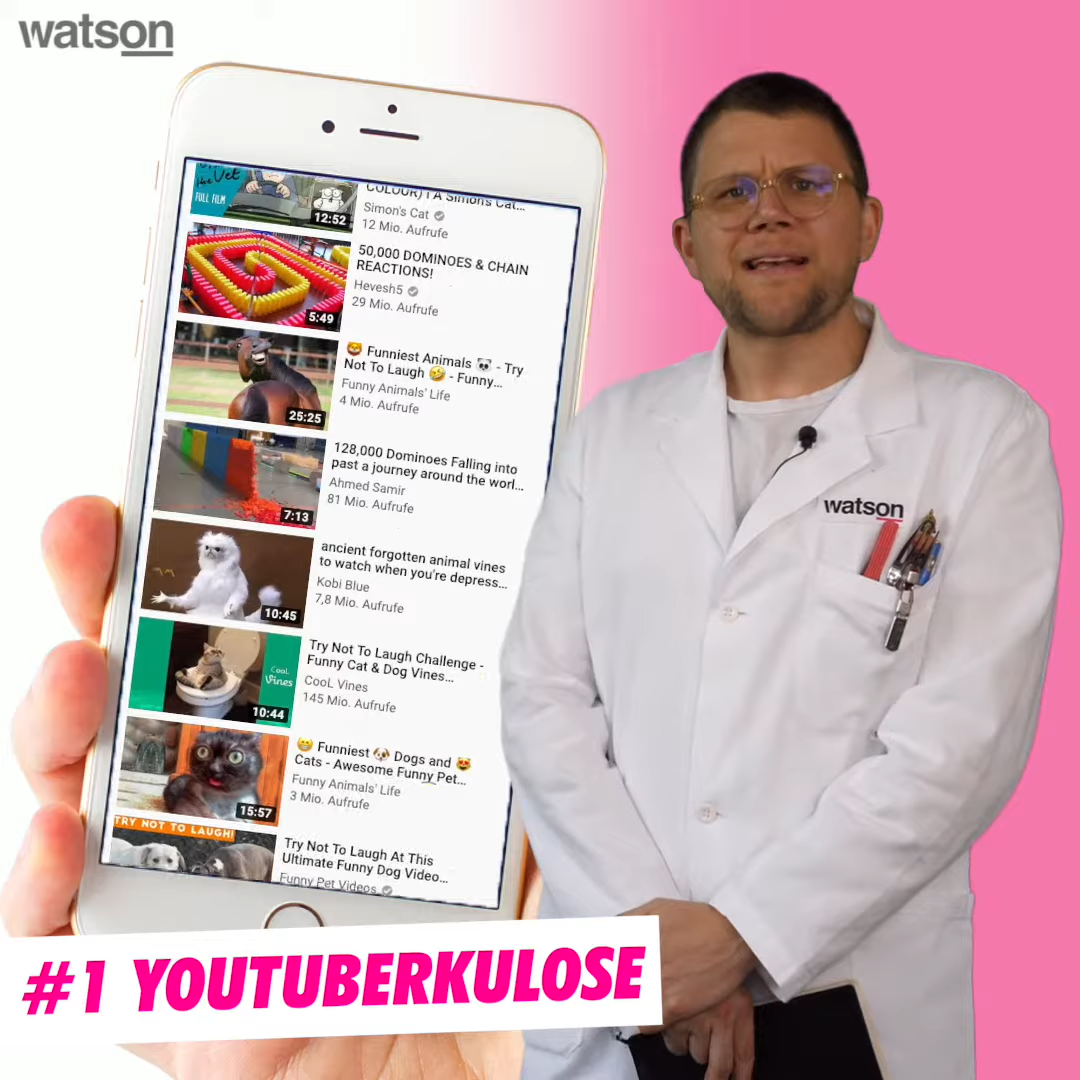 watson
the Vet
FULL FILM
12:52
COLOUR) | A Simon's Cat...
Simon's Cat
12 Mio. Aufrufe
50,000 DOMINOES & CHAIN
REACTIONS!
Hevesh5
29 Mio. Aufrufe
5:49
😸 Funniest Animals 🐼 - Try
Not To Laugh 🤣 - Funny...
Funny Animals' Life
4 Mio. Aufrufe
25:25
128,000 Dominoes Falling into
past a journey around the worl...
Ahmed Samir
81 Mio. Aufrufe
7:13
ancient forgotten animal vines
to watch when you're depress...
Kobi Blue
7,8 Mio. Aufrufe
10:45
Try Not To Laugh Challenge -
Funny Cat & Dog Vines...
CooL Vines
145 Mio. Aufrufe
CooL
Vines
10:44
😸 Funniest 🐶 Dogs and 😻
Cats - Awesome Funny Pet...
Funny Animals' Life
3 Mio. Aufrufe
15:57
TRY NOT TO LAUGH!
Try Not To Laugh At This
Ultimate Funny Dog Video...
Funny Pet Videos
watson
#1 YOUTUBERKULOSE